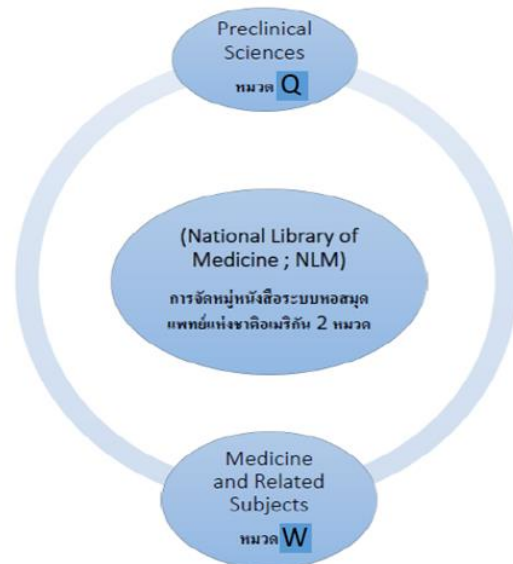 Preclinical
Sciences
หมวด Q
(National Library of
Medicine ; NLM)
การจัดหมู่หนังสือระบบหอสมุด
แพทย์แห่งชาติอเมริกัน 2 หมวด
Medicine
and Related
Subjects
หมวด W